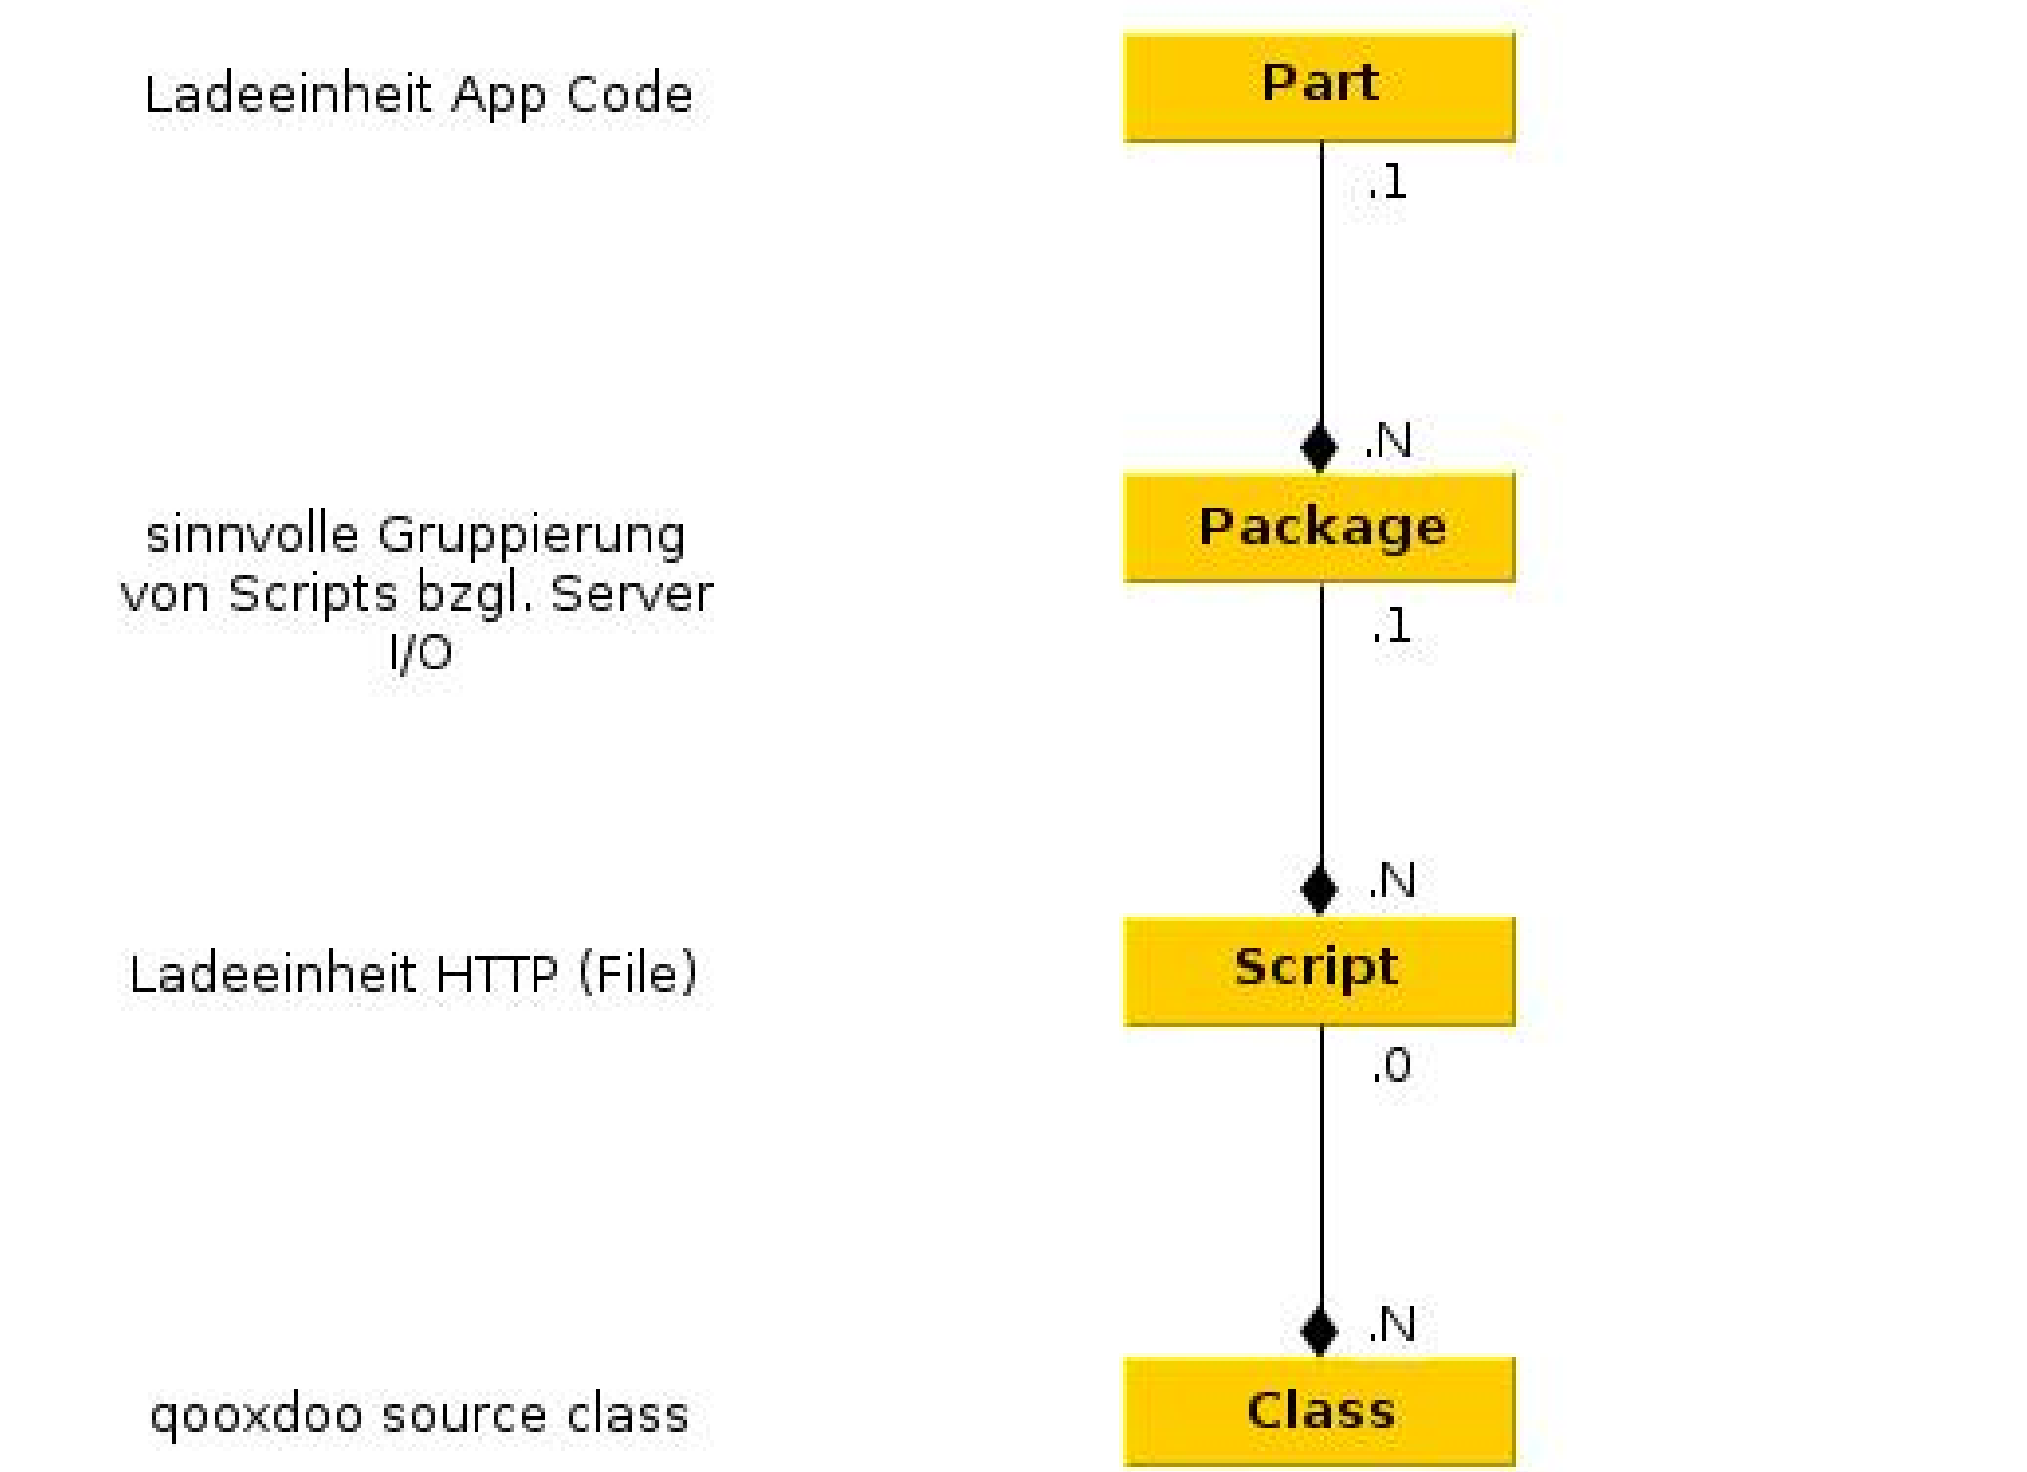 Ladeeinheit App Code
Part
.1
.N
sinnvolle Gruppierung
von Scripts bzgl. Server
I/O
Package
.1
.N
Ladeeinheit HTTP (File)
Script
.0
.N
qooxdoo source class
Class